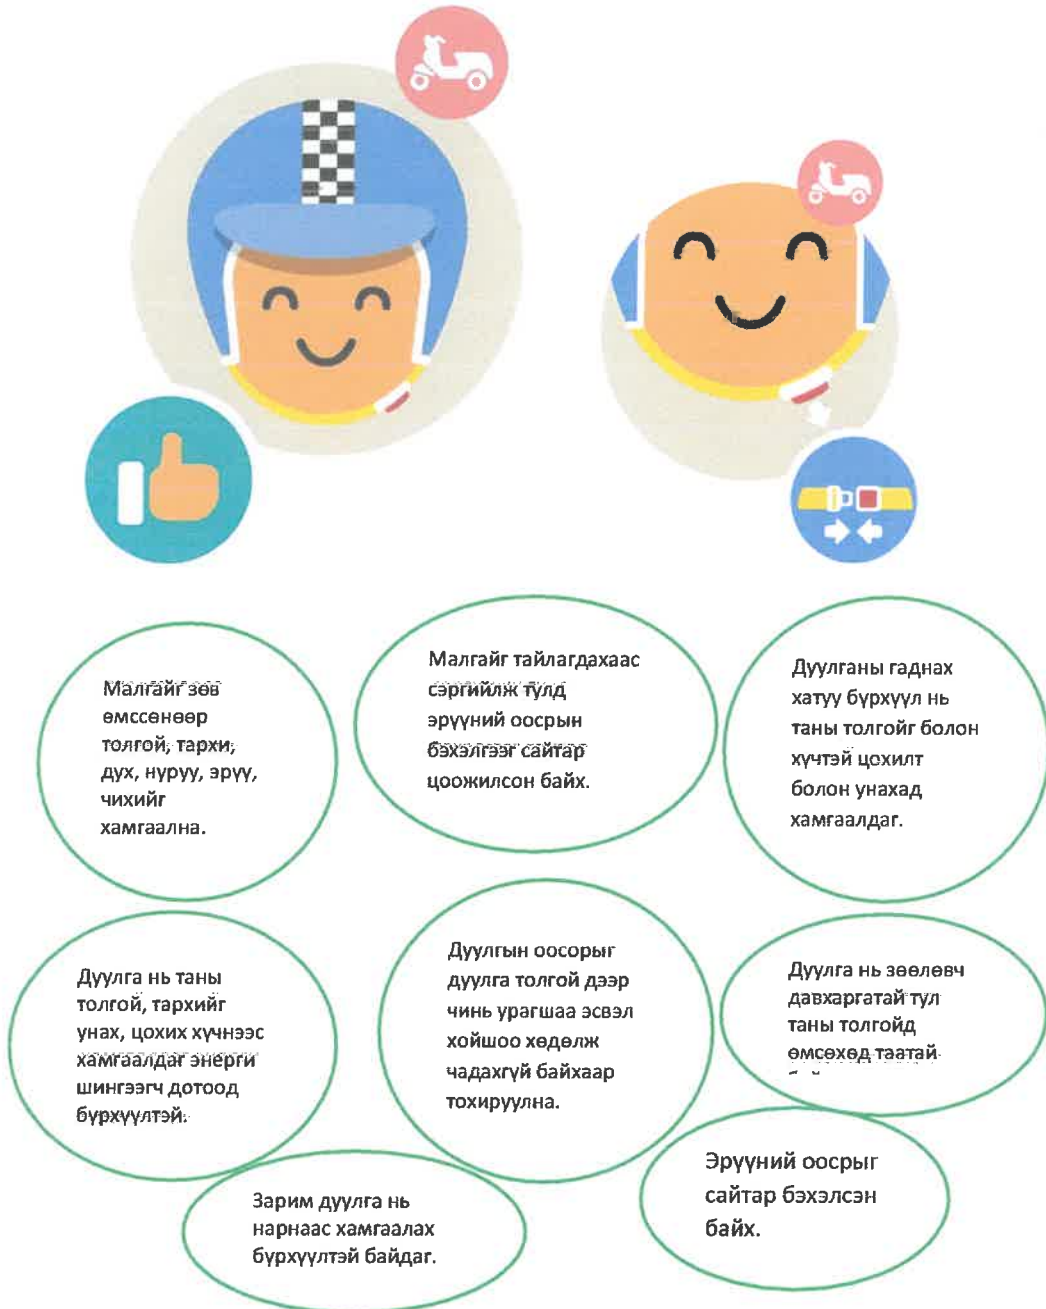 Малгайг зөв
өмссөнөөр
толгой, тархи,
дух, нуруу, эрүү,
чихийг
хамгаална.
Малгайг тайлагдахаас
сэргийлж тулд
эрүүний оосрын
бэхэлгээг сайтар
цоожилсон байх.
Дуулганы гаднах
хатуу бүрхүүл нь
таны толгойг болон
хүчтэй цохилт
болон унахад
хамгаалдаг.
Дуулга нь таны
толгой, тархийг
унах, цохих хүчнээс
хамгаалдаг энерги
шингээгч дотоод
бүрхүүлтэй.
Дуулгын оосорыг
дуулга толгой дээр
чинь урагшаа эсвэл
хойшоо хөдөлж
чадахгүй байхаар
тохируулна.
Дуулга нь зөөлөвч
давхаргатай тул
таны толгойд
өмсөхөд таатай
Зарим дуулга нь
нарнаас хамгаалах
бүрхүүлтэй байдаг.
Эрүүний оосрыг
сайтар бэхэлсэн
байх.